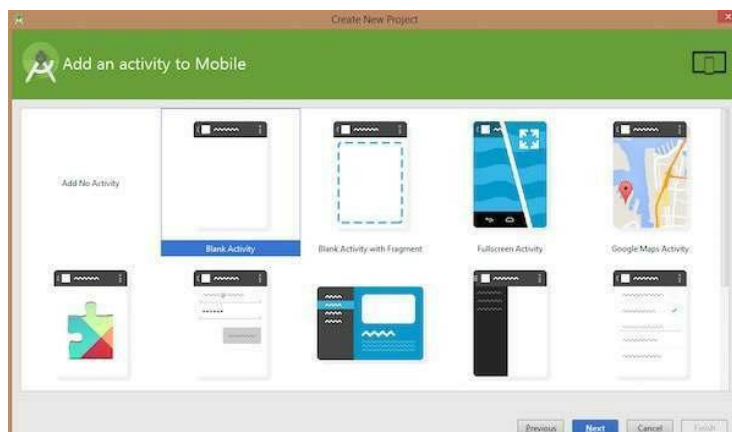 Create New Project
Add an activity to Mobile
Add No Activity
Blank Activity
Blank Activity with Fragment
Fullscreen Activity
Google Maps Activity
Previous
Next
Cancel
Finish